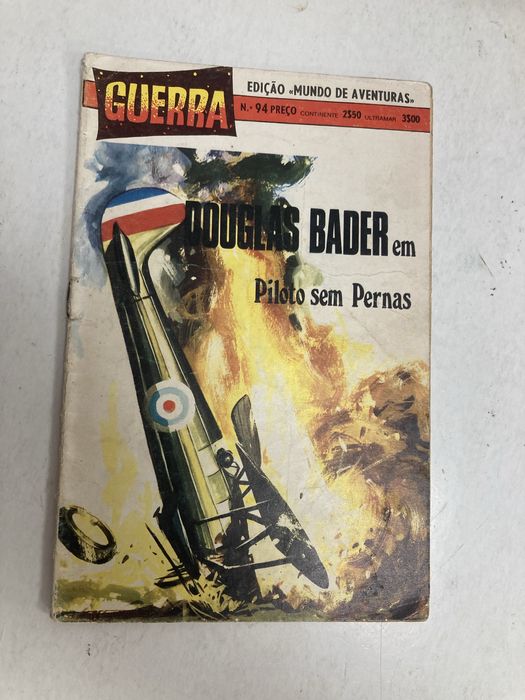 GUERRA
EDIÇÃO «MUNDO DE AVENTURAS»
N.º 94 PREÇO CONTINENTE 2$50 ULTRAMAR 3$00
DOUGLAS BADER em
Piloto sem Pernas